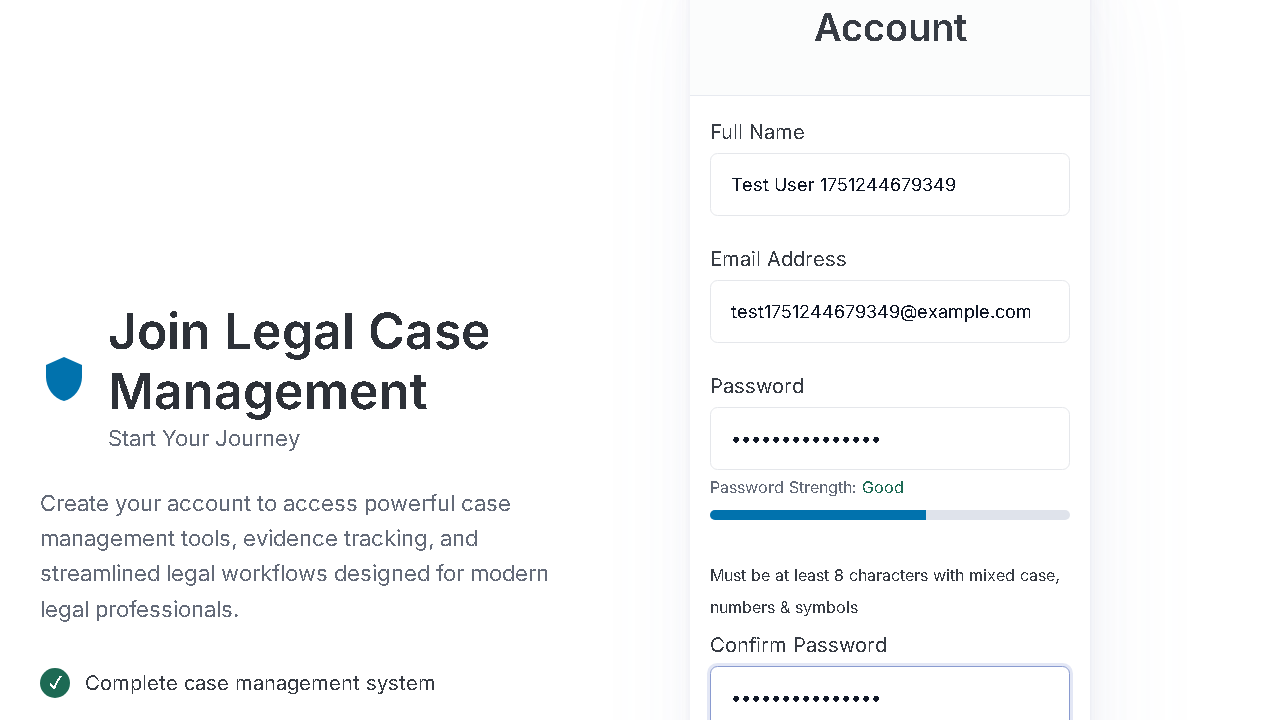 Join Legal Case
Management
Start Your Journey
Create your account to access powerful case
management tools, evidence tracking, and
streamlined legal workflows designed for modern
legal professionals.
Complete case management system
Account
Full Name
Test User 1751244679349
Email Address
test1751244679349@example.com
Password
•••••••••••••••
Password Strength: Good
Must be at least 8 characters with mixed case,
numbers & symbols
Confirm Password
•••••••••••••••